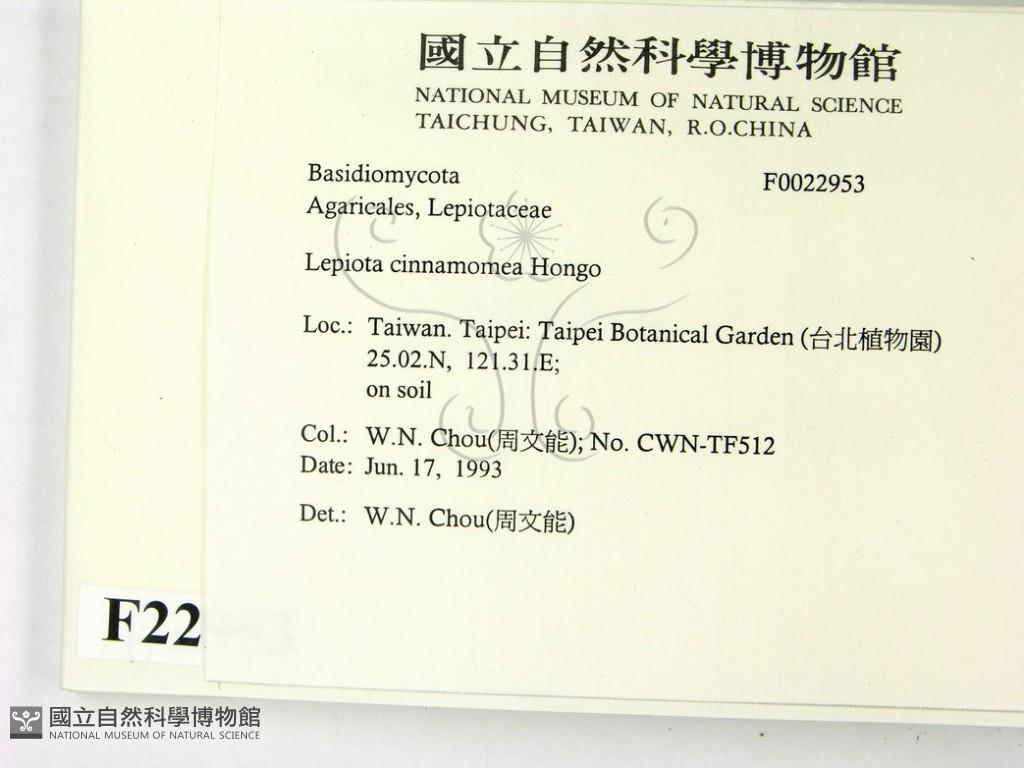 國立自然科學博物館
NATIONAL MUSEUM OF NATURAL SCIENCE
TAICHUNG, TAIWAN, R.O.CHINA
Basidiomycota F0022953
Agaricales, Lepiotaceae
Lepiota cinnamomea Hongo
Loc.: Taiwan. Taipei: Taipei Botanical Garden (台北植物園)
25.02.N, 121.31.E;
on soil
Col.: W.N. Chou(周文能); No. CWN-TF512
Date: Jun. 17, 1993
Det.: W.N. Chou(周文能)
F22
國立自然科學博物館
NATIONAL MUSEUM OF NATURAL SCIENCE